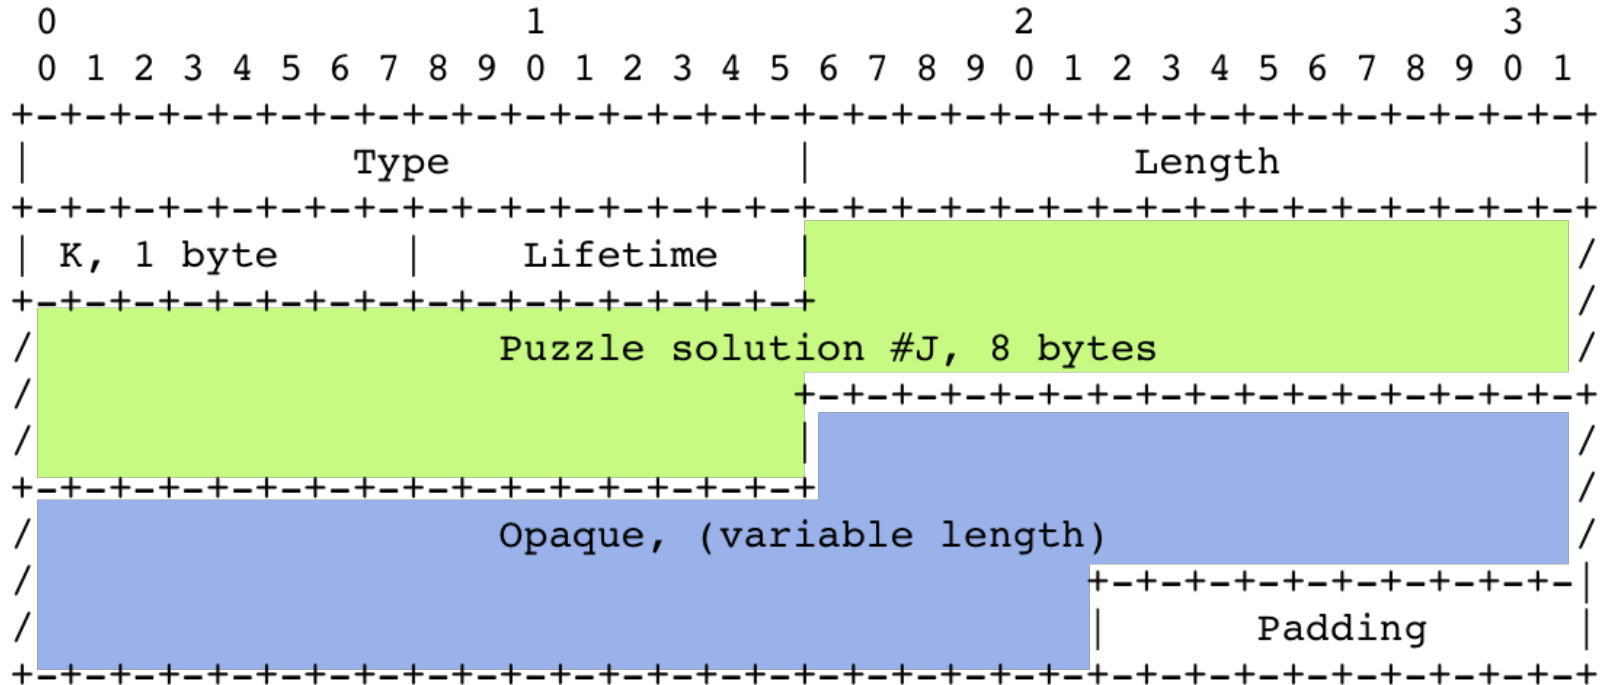 0                   1                   2                   3
0 1 2 3 4 5 6 7 8 9 0 1 2 3 4 5 6 7 8 9 0 1 2 3 4 5 6 7 8 9 0 1
+-+-+-+-+-+-+-+-+-+-+-+-+-+-+-+-+-+-+-+-+-+-+-+-+-+-+-+-+-+-+-+-+
|             Type              |             Length            |
+-+-+-+-+-+-+-+-+-+-+-+-+-+-+-+-+-+-+-+-+-+-+-+-+-+-+-+-+-+-+-+-+
| K, 1 byte     |    Lifetime   |                               /
+-+-+-+-+-+-+-+-+-+-+-+-+-+-+-+-+                               /
/                   Puzzle solution #J, 8 bytes                 /
/                               +-+-+-+-+-+-+-+-+-+-+-+-+-+-+-+-+
/                               |                               /
+-+-+-+-+-+-+-+-+-+-+-+-+-+-+-+-+                               /
/                   Opaque, (variable length)                   /
/                                           +-+-+-+-+-+-+-+-+-+-|
/                                           |      Padding      |
+-+-+-+-+-+-+-+-+-+-+-+-+-+-+-+-+-+-+-+-+-+-+-+-+-+-+-+-+-+-+-+-+